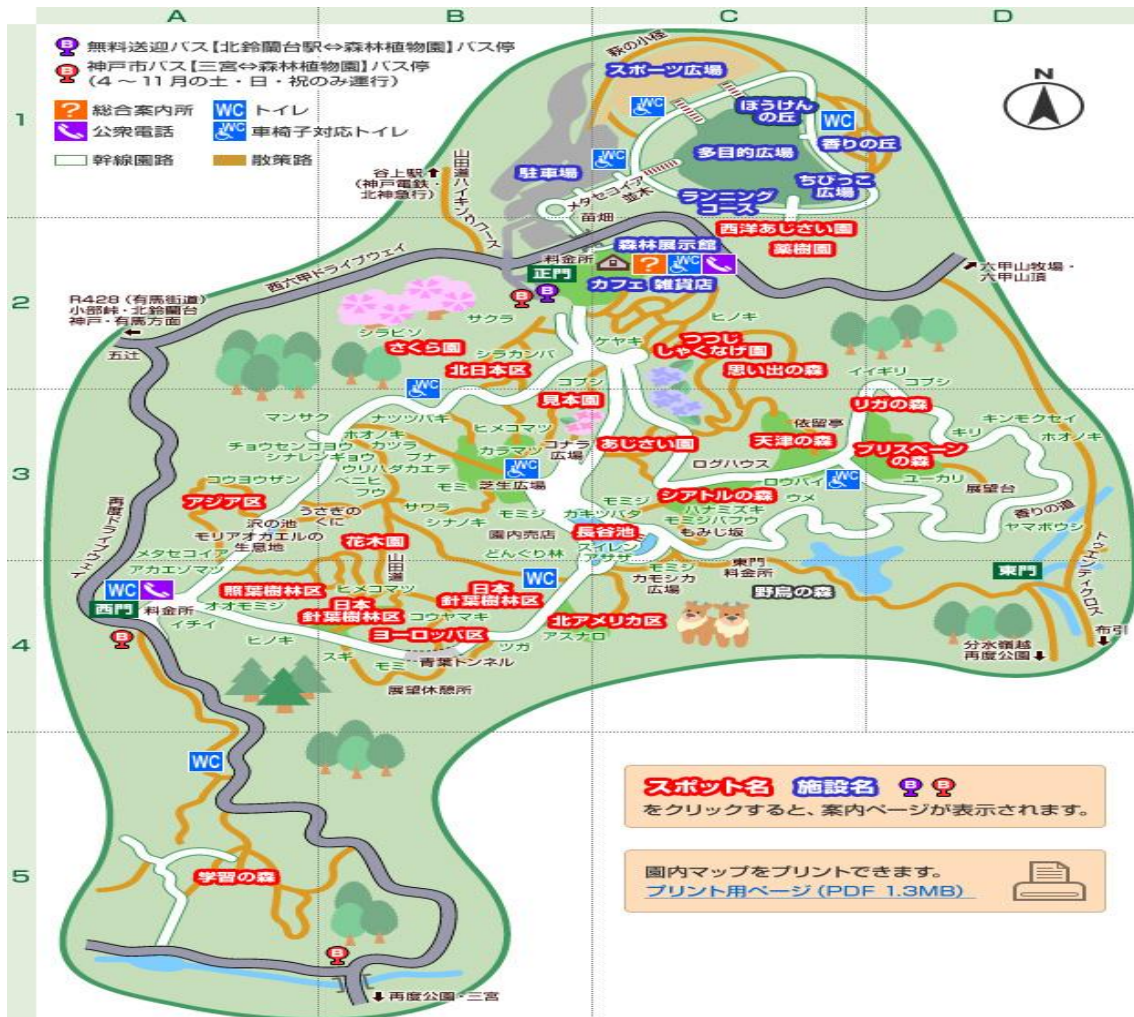 A
B
C
D
無料送迎バス【北鈴蘭台駅⇔森林植物園】バス停
神戸市バス【三宮⇔森林植物園】バス停
(4～11月の土・日・祝のみ運行)
? 総合案内所
WC トイレ
公衆電話
WC 車椅子対応トイレ
幹線園路
散策路
N
1
萩の小径
スポーツ広場
WC
ぼうけん
の丘
WC
香りの丘
多目的広場
WC
駐車場
ちびっこ
広場
ランニング
コース
メタセコイア
並木
苗畑
谷上駅
(神戸電鉄・
北神急行)
山田道ハイキングコース
西洋あじさい園
薬樹園
2
西六甲ドライブウェイ
森林展示館
料金所
正門
?
WC
カフェ
雑貨店
六甲山牧場・
六甲山頂
R428(有馬街道)
小部峠・北鈴蘭台
神戸・有馬方面
五辻
B
B
サクラ
シラビソ
さくら園
シラカンバ
北日本区
WC
ヒノキ
ケヤキ
つつじ
しゃくなげ園
思い出の森
コブシ
見本園
イイギリ
コブシ
リガの森
3
マンサク
ナツツバキ
ホオノキ
チョウセンゴヨウ
カツラ
シナレンギョウ
ブナ
ウリハダカエデ
ベニヒ
フウ
コウヨウザン
アジア区
ヒメコマツ
カラマツ
コナラ
広場
WC
モミ
芝生広場
あじさい園
依留亭
天津の森
ログハウス
キリ
キンモクセイ
ホオノキ
ブリスベーン
の森
ユーカリ
展望台
WC
ロウバイ
ウメ
シアトルの森
ハナミズキ
モミジバフウ
もみじ坂
香りの道
ヤマボウシ
うさぎの
くに
沢の池
モリアオガエルの
生息地
サワラ
シナノキ
花木園
山田道
モミジ
カキツバタ
モミジ
園内売店
長谷池
スイレン
アサザ
どんぐり林
再度ドライブウェイ
メタセコイア
アカエゾマツ
4
WC
西門
料金所
B
オオモミジ
イチイ
照葉樹林区
ヒメコマツ
日本
針葉樹林区
コウヤマキ
日本
針葉樹林区
WC
ヨーロッパ区
ヒノキ
スギ
モミ
青葉トンネル
ツガ
展望休憩所
北アメリカ区
アスナロ
モミジ
カモシカ
広場
東門
料金所
野鳥の森
東門
分水嶺越
再度公園
布引
5
WC
学習の森
B
再度公園・三宮
スポット名 施設名 B B
をクリックすると、案内ページが表示されます。
園内マップをプリントできます。
プリント用ページ(PDF 1.3MB)